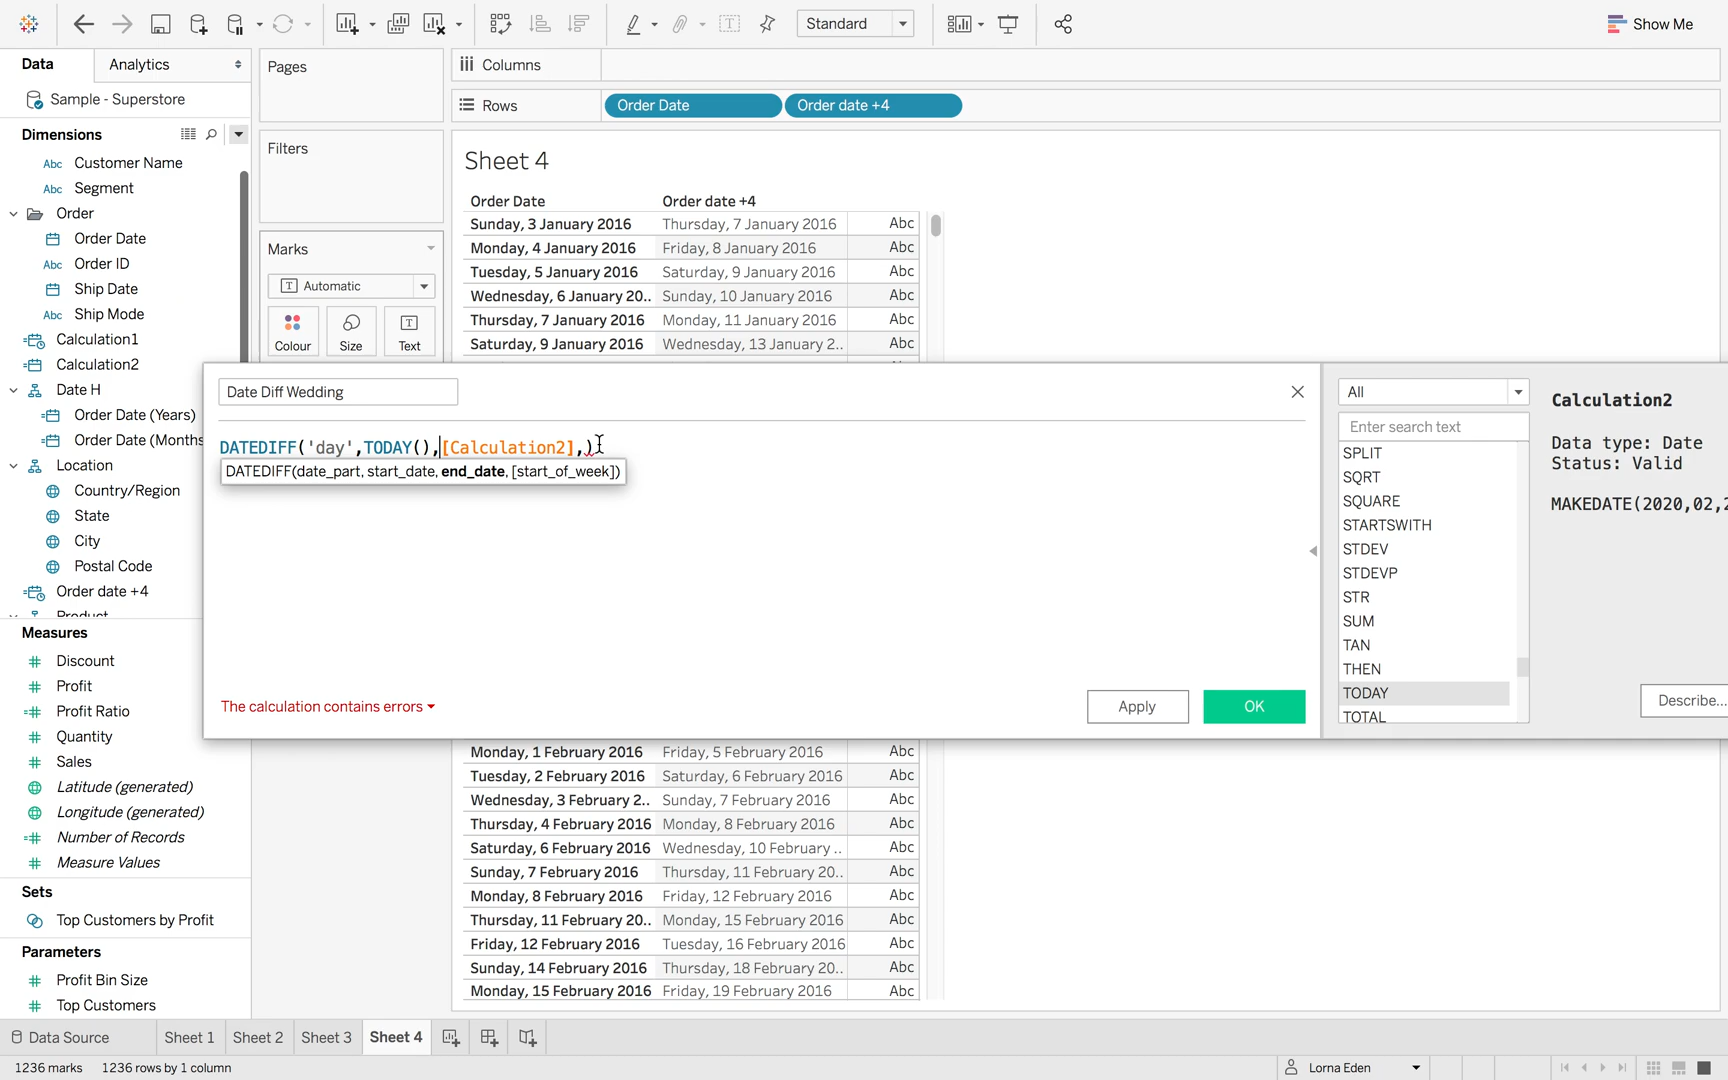 Standard
Show Me
Data
Analytics
Pages
Columns
Sample - Superstore
Rows
Order Date
Order date +4
Dimensions
Filters
Abc Customer Name
Abc Segment
Order
Order Date
Abc Order ID
Ship Date
Abc Ship Mode
Calculation1
Calculation2
Date H
Order Date (Years)
Order Date (Months
Location
Country/Region
State
City
Postal Code
Order date +4
Product
Measures
Discount
Profit
Profit Ratio
Quantity
Sales
Latitude (generated)
Longitude (generated)
Number of Records
Measure Values
Sets
Top Customers by Profit
Parameters
Profit Bin Size
Top Customers
Marks
Automatic
Colour
Size
Text
Sheet 4
Order Date Order date +4
Sunday, 3 January 2016 Thursday, 7 January 2016 Abc
Monday, 4 January 2016 Friday, 8 January 2016 Abc
Tuesday, 5 January 2016 Saturday, 9 January 2016 Abc
Wednesday, 6 January 20.. Sunday, 10 January 2016 Abc
Thursday, 7 January 2016 Monday, 11 January 2016 Abc
Saturday, 9 January 2016 Wednesday, 13 January 2.. Abc
Date Diff Wedding
DATEDIFF('day',TODAY(),[Calculation2],)
DATEDIFF(date_part, start_date, end_date, [start_of_week])
The calculation contains errors
Apply
OK
All
Enter search text
SPLIT
SQRT
SQUARE
STARTSWITH
STDEV
STDEVP
STR
SUM
TAN
THEN
TODAY
TOTAL
Calculation2
Data type: Date
Status: Valid
MAKEDATE(2020,02,2
Describe...
Monday, 1 February 2016 Friday, 5 February 2016 Abc
Tuesday, 2 February 2016 Saturday, 6 February 2016 Abc
Wednesday, 3 February 2.. Sunday, 7 February 2016 Abc
Thursday, 4 February 2016 Monday, 8 February 2016 Abc
Saturday, 6 February 2016 Wednesday, 10 February .. Abc
Sunday, 7 February 2016 Thursday, 11 February 20.. Abc
Monday, 8 February 2016 Friday, 12 February 2016 Abc
Thursday, 11 February 20.. Monday, 15 February 2016 Abc
Friday, 12 February 2016 Tuesday, 16 February 2016 Abc
Sunday, 14 February 2016 Thursday, 18 February 20.. Abc
Monday, 15 February 2016 Friday, 19 February 2016 Abc
Data Source
Sheet 1
Sheet 2
Sheet 3
Sheet 4
1236 marks
1236 rows by 1 column
Lorna Eden